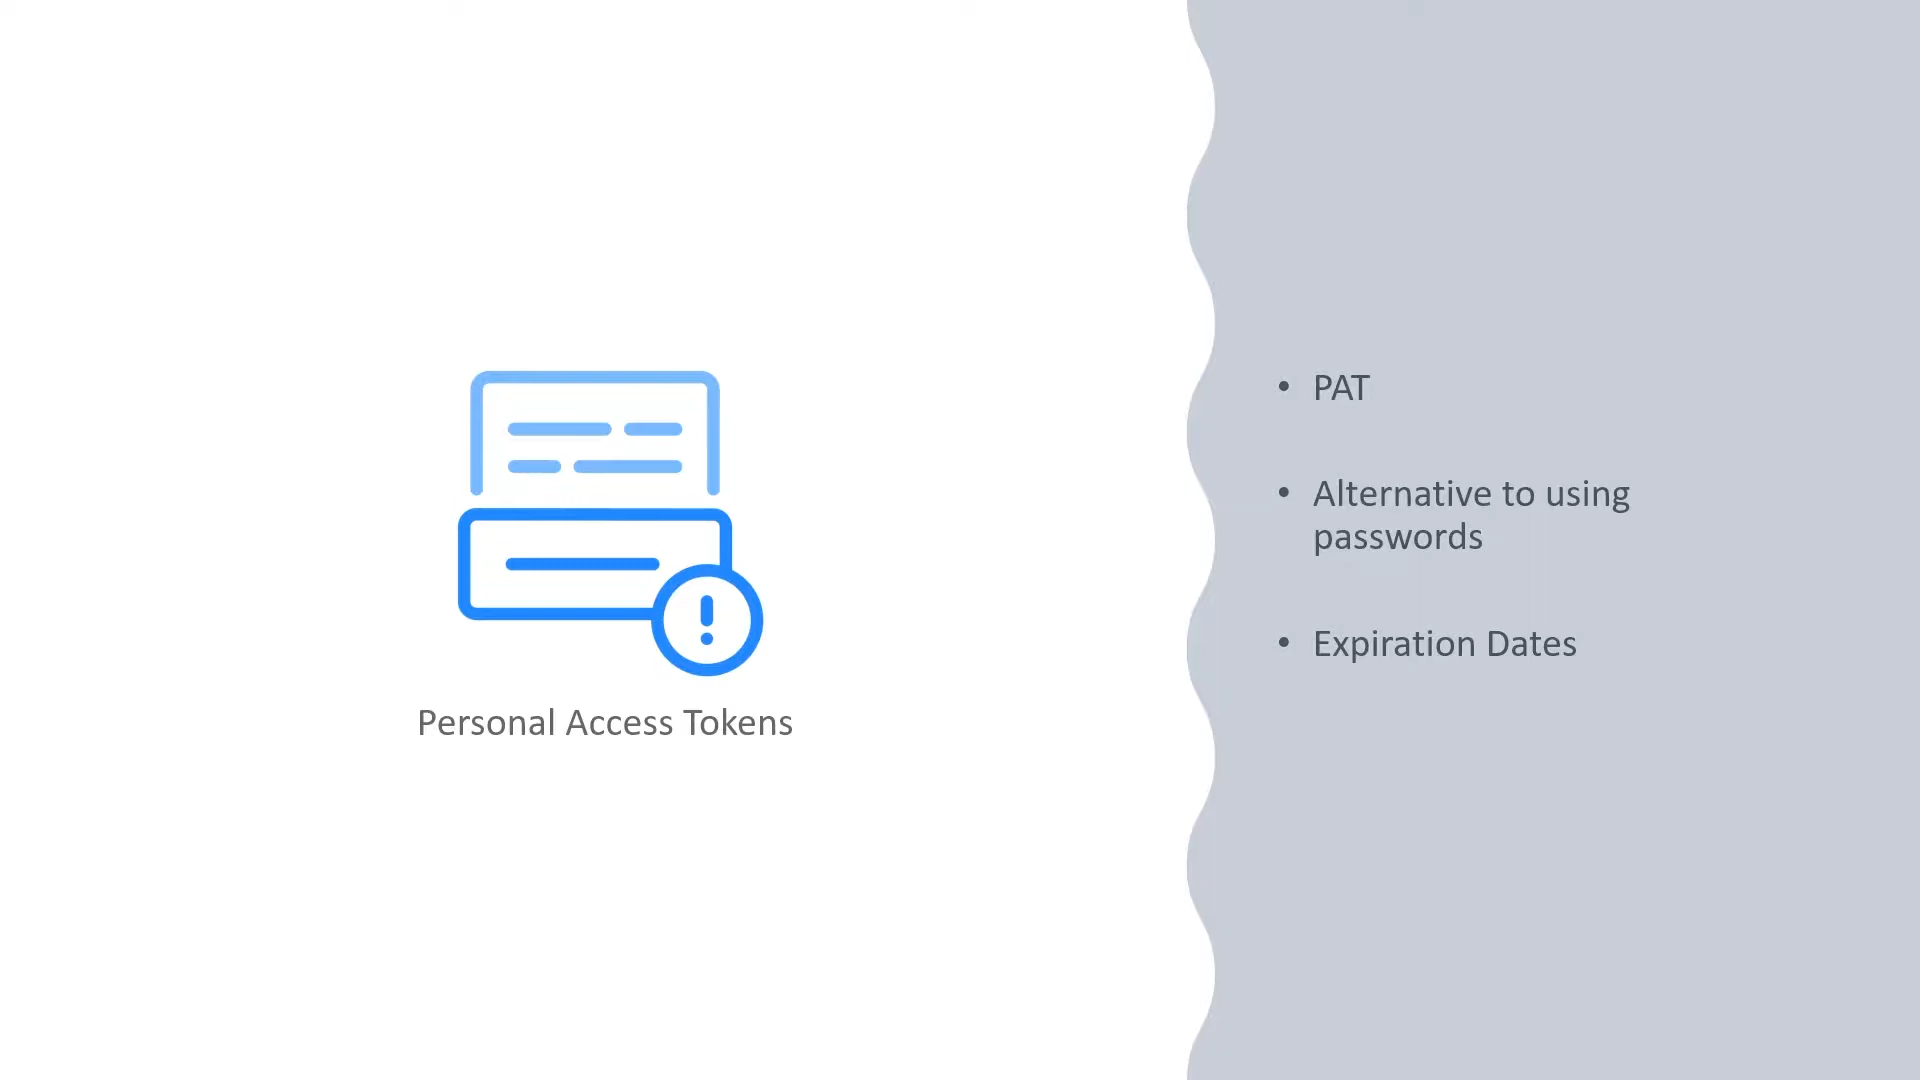 Personal Access Tokens
• PAT
• Alternative to using
passwords
• Expiration Dates